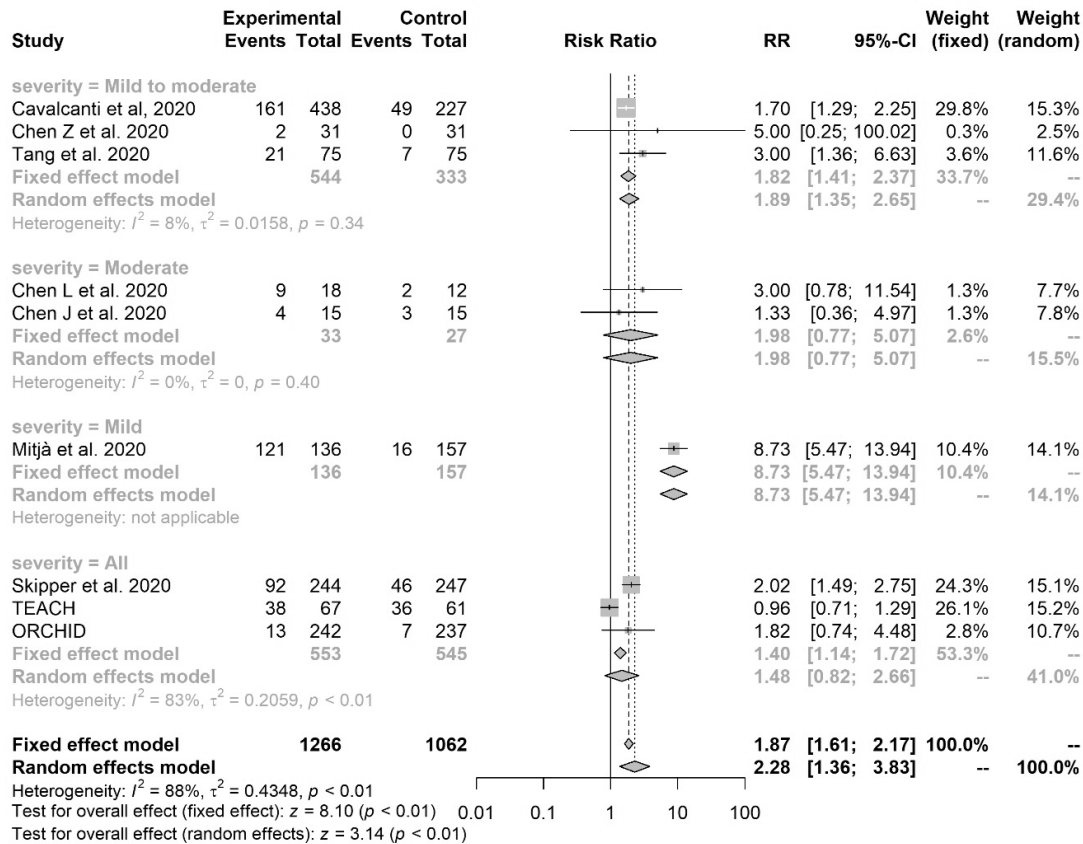 Experimental Control Weight Weight
Study Events Total Events Total Risk Ratio RR 95%-CI (fixed) (random)
severity = Mild to moderate
Cavalcanti et al, 2020 161 438 49 227 1.70 [1.29; 2.25] 29.8% 15.3%
Chen Z et al. 2020 2 31 0 31 5.00 [0.25; 100.02] 0.3% 2.5%
Tang et al. 2020 21 75 7 75 3.00 [1.36; 6.63] 3.6% 11.6%
Fixed effect model 544 333 1.82 [1.41; 2.37] 33.7% --
Random effects model 1.89 [1.35; 2.65] -- 29.4%
Heterogeneity: I² = 8%, τ² = 0.0158, p = 0.34
severity = Moderate
Chen L et al. 2020 9 18 2 12 3.00 [0.78; 11.54] 1.3% 7.7%
Chen J et al. 2020 4 15 3 15 1.33 [0.36; 4.97] 1.3% 7.8%
Fixed effect model 33 27 1.98 [0.77; 5.07] 2.6% --
Random effects model 1.98 [0.77; 5.07] -- 15.5%
Heterogeneity: I² = 0%, τ² = 0, p = 0.40
severity = Mild
Mitjà et al. 2020 121 136 16 157 8.73 [5.47; 13.94] 10.4% 14.1%
Fixed effect model 136 157 8.73 [5.47; 13.94] 10.4% --
Random effects model 8.73 [5.47; 13.94] -- 14.1%
Heterogeneity: not applicable
severity = All
Skipper et al. 2020 92 244 46 247 2.02 [1.49; 2.75] 24.3% 15.1%
TEACH 38 67 36 61 0.96 [0.71; 1.29] 26.1% 15.2%
ORCHID 13 242 7 237 1.82 [0.74; 4.48] 2.8% 10.7%
Fixed effect model 553 545 1.40 [1.14; 1.72] 53.3% --
Random effects model 1.48 [0.82; 2.66] -- 41.0%
Heterogeneity: I² = 83%, τ² = 0.2059, p < 0.01
Fixed effect model 1266 1062 1.87 [1.61; 2.17] 100.0% --
Random effects model 2.28 [1.36; 3.83] -- 100.0%
Heterogeneity: I² = 88%, τ² = 0.4348, p < 0.01
Test for overall effect (fixed effect): z = 8.10 (p < 0.01)
0.01 0.1 1 10 100
Test for overall effect (random effects): z = 3.14 (p < 0.01)